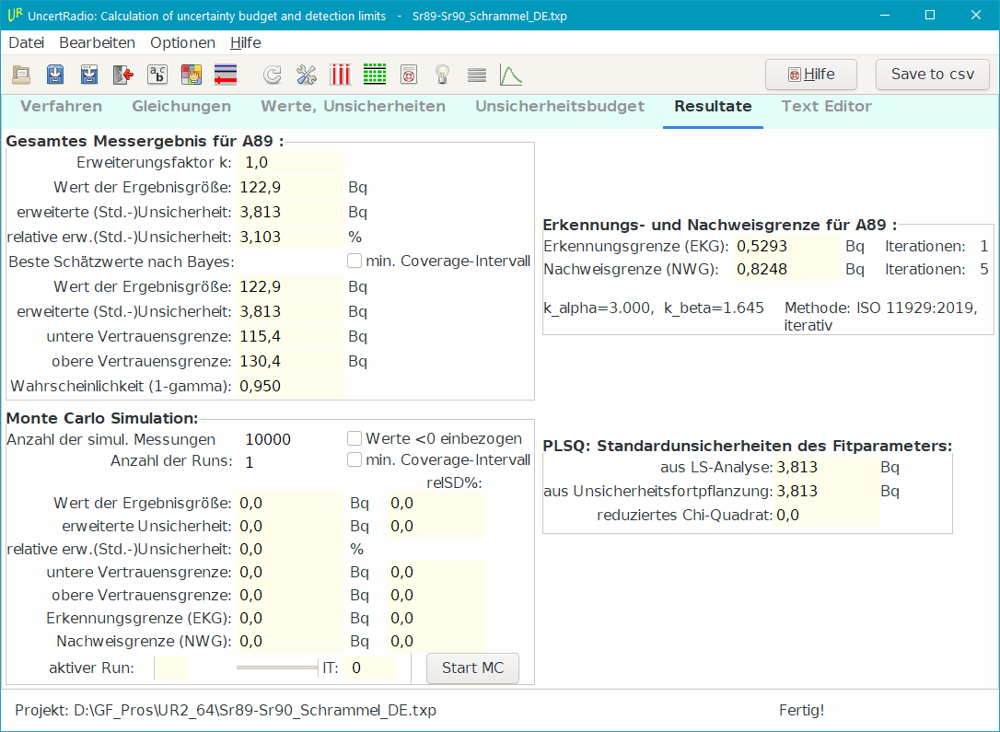 UR UncertRadio: Calculation of uncertainty budget and detection limits - Sr89-Sr90_Schrammel_DE.txp
Datei Bearbeiten Optionen Hilfe
a b c Hilfe Save to csv
Verfahren Gleichungen Werte, Unsicherheiten Unsicherheitsbudget Resultate Text Editor
Gesamtes Messergebnis für A89 :
Erweiterungsfaktor k: 1,0
Wert der Ergebnisgröße: 122,9 Bq
erweiterte (Std.-)Unsicherheit: 3,813 Bq
relative erw.(Std.-)Unsicherheit: 3,103 %
Beste Schätzwerte nach Bayes: min. Coverage-Intervall
Wert der Ergebnisgröße: 122,9 Bq
erweiterte (Std.-)Unsicherheit: 3,813 Bq
untere Vertrauensgrenze: 115,4 Bq
obere Vertrauensgrenze: 130,4 Bq
Wahrscheinlichkeit (1-gamma): 0,950
Erkennungs- und Nachweisgrenze für A89 :
Erkennungsgrenze (EKG): 0,5293 Bq Iterationen: 1
Nachweisgrenze (NWG): 0,8248 Bq Iterationen: 5
k_alpha=3.000, k_beta=1.645 Methode: ISO 11929:2019,
iterativ
Monte Carlo Simulation:
Anzahl der simul. Messungen 10000 Werte <0 einbezogen
Anzahl der Runs: 1 min. Coverage-Intervall
relSD%:
Wert der Ergebnisgröße: 0,0 Bq 0,0
erweiterte Unsicherheit: 0,0 Bq 0,0
relative erw.(Std.-)Unsicherheit: 0,0 %
untere Vertrauensgrenze: 0,0 Bq 0,0
obere Vertrauensgrenze: 0,0 Bq 0,0
Erkennungsgrenze (EKG): 0,0 Bq 0,0
Nachweisgrenze (NWG): 0,0 Bq 0,0
aktiver Run: IT: 0 Start MC
PLSQ: Standardunsicherheiten des Fitparameters:
aus LS-Analyse: 3,813 Bq
aus Unsicherheitsfortpflanzung: 3,813 Bq
reduziertes Chi-Quadrat: 0,0
Projekt: D:\GF_Pros\UR2_64\Sr89-Sr90_Schrammel_DE.txp Fertig!